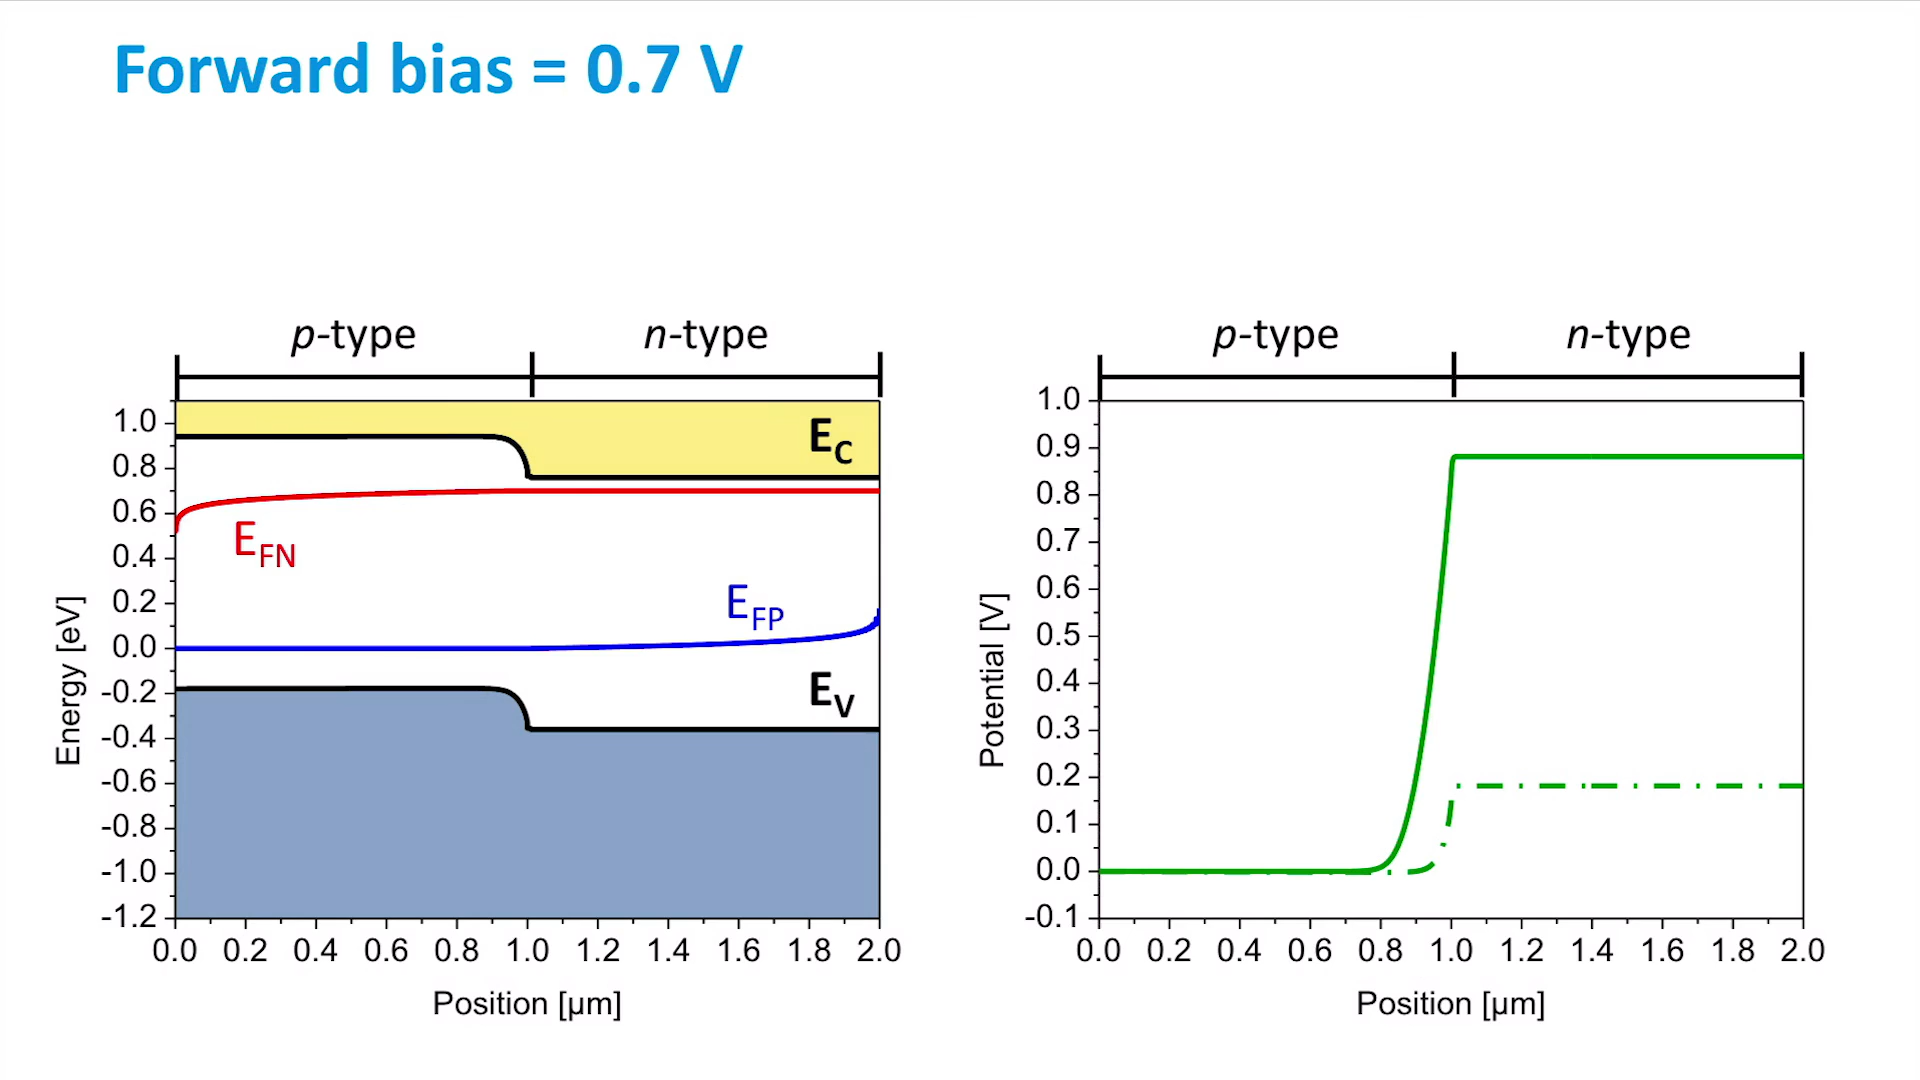 Forward bias = 0.7 V
p-type
n-type
1.0
0.8
0.6
0.4
0.2
0.0
-0.2
-0.4
-0.6
-0.8
-1.0
-1.2
Energy [eV]
E_C
E_FN
E_FP
E_V
0.0 0.2 0.4 0.6 0.8 1.0 1.2 1.4 1.6 1.8 2.0
Position [µm]
p-type
n-type
1.0
0.9
0.8
0.7
0.6
0.5
0.4
0.3
0.2
0.1
0.0
-0.1
Potential [V]
0.0 0.2 0.4 0.6 0.8 1.0 1.2 1.4 1.6 1.8 2.0
Position [µm]